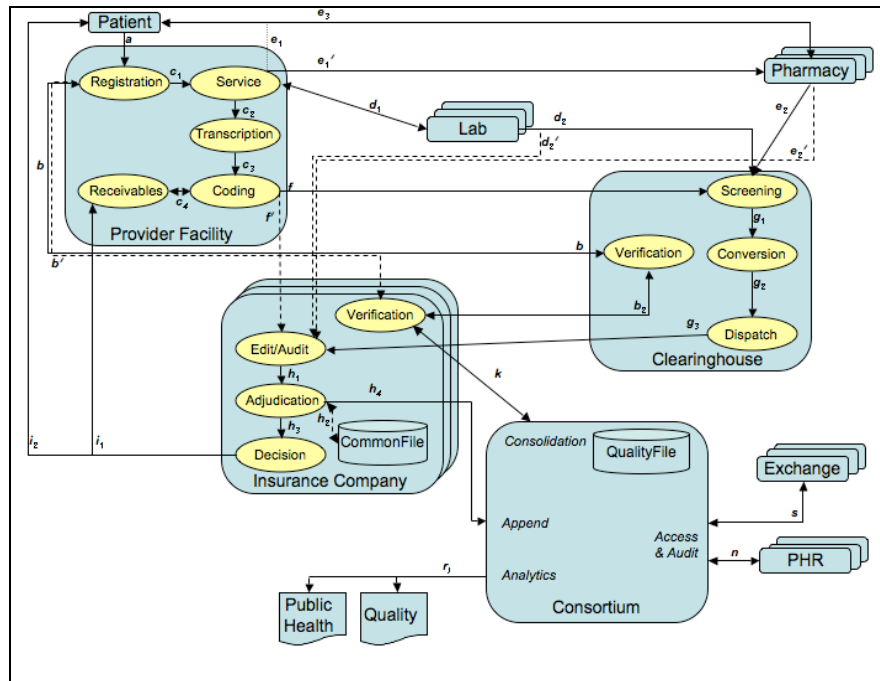 Patient
e3
a
e1
Registration
c1
Service
e1′
Pharmacy
c2
d1
Lab
d2
e2
Transcription
d2′
e2′
b
c3
Receivables
c4
Coding
f
Screening
f′
g1
Provider Facility
b
Verification
Conversion
b′
g2
Verification
b2
g3
Dispatch
Edit/Audit
Clearinghouse
h1
k
h4
Adjudication
h2
h3
CommonFile
Consolidation
QualityFile
i2
i1
Decision
Exchange
Insurance Company
s
Append
Access
& Audit
n
PHR
rj
Analytics
Public
Health
Quality
Consortium